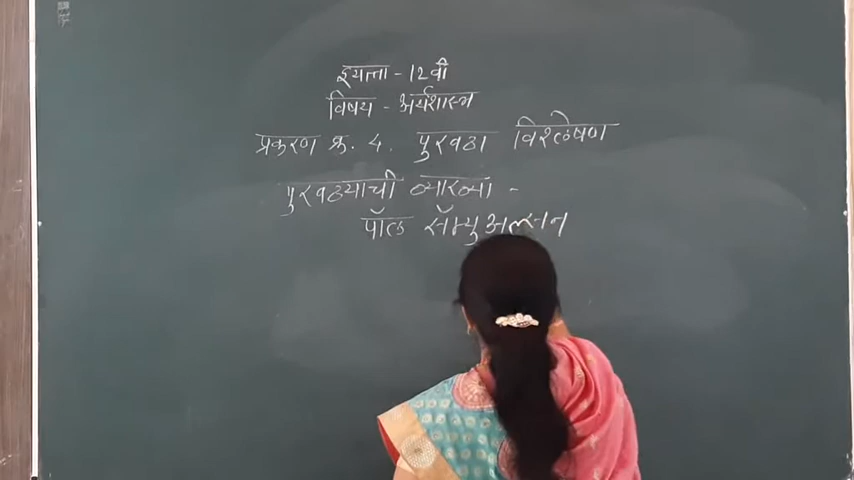 इयत्ता - 12 वी
विषय - अर्थशास्त्र
प्रकरण क्र. 4. पुरवठा विश्लेषण
पुरवठ्याची व्याख्या -
पॉल सॅम्युअलसन